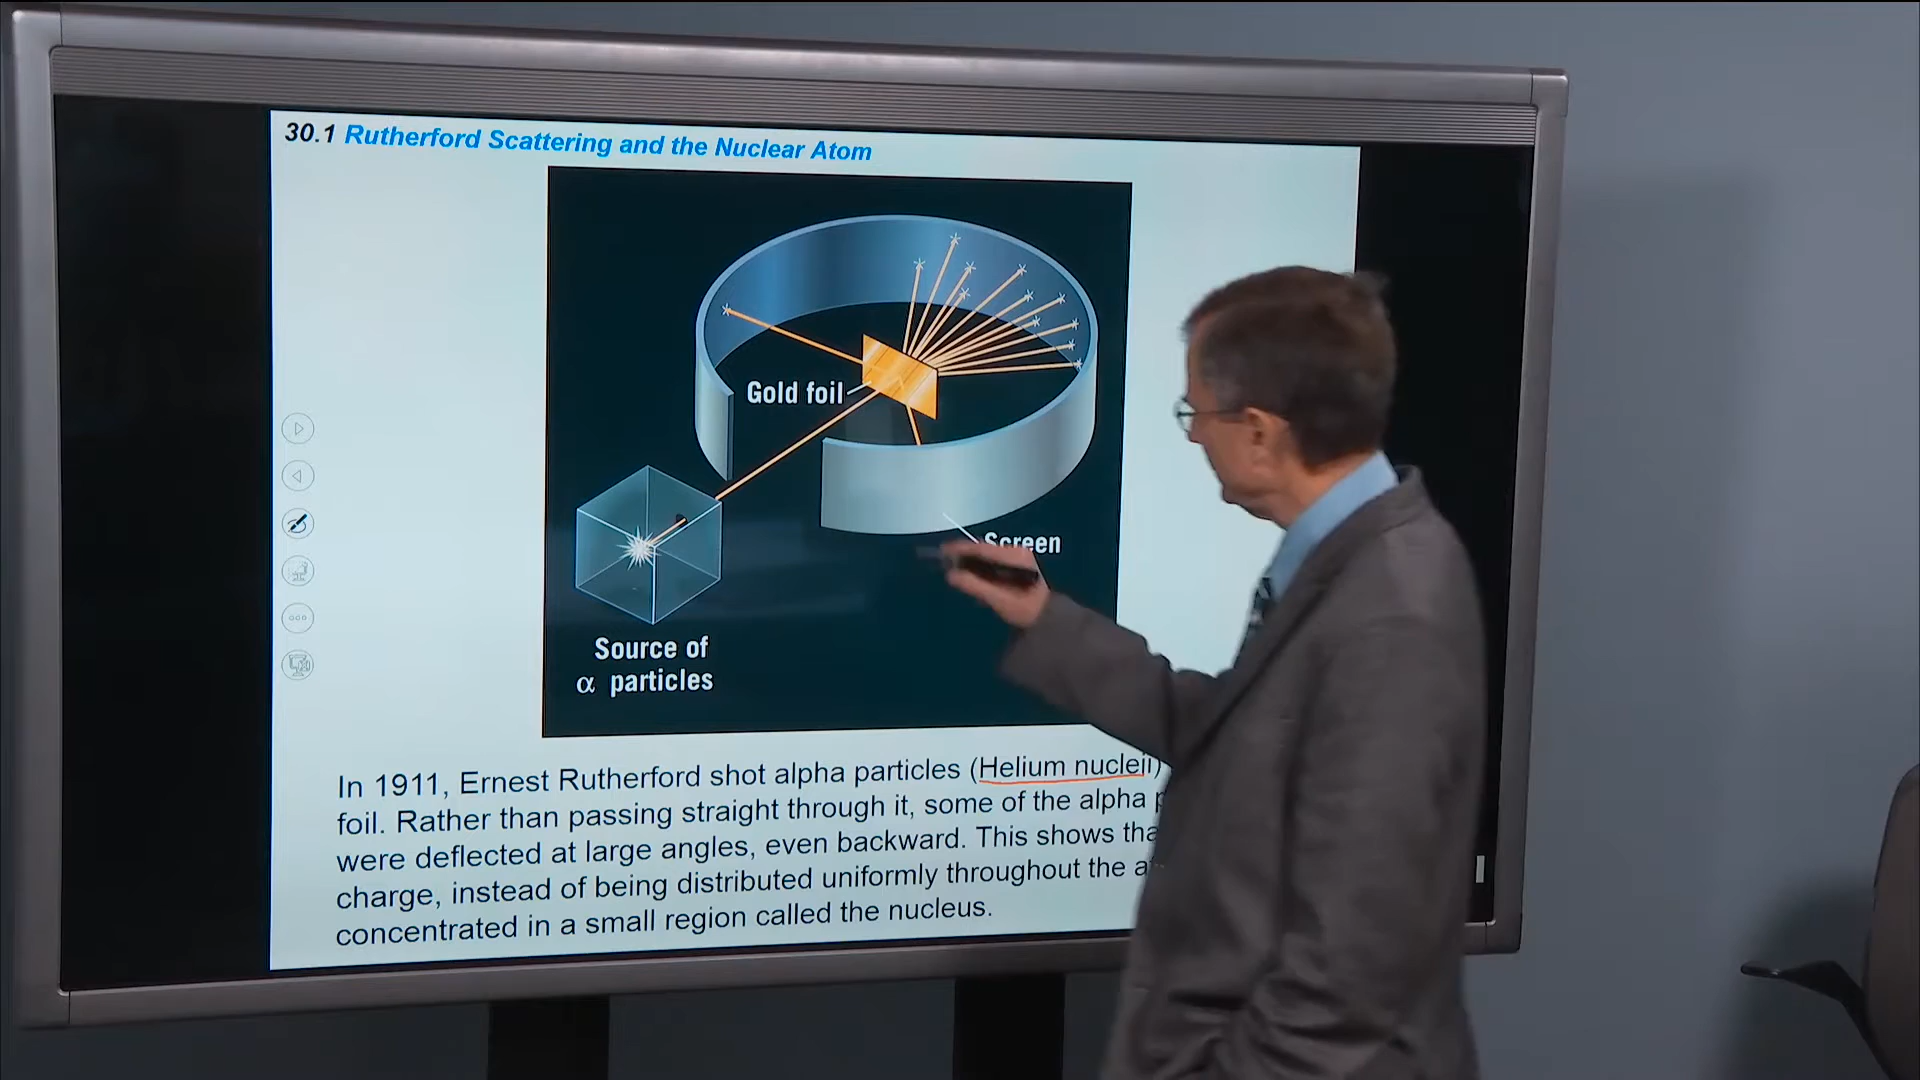 30.1 Rutherford Scattering and the Nuclear Atom
Gold foil
Screen
Source of
α particles
In 1911, Ernest Rutherford shot alpha particles (Helium nucleii)
foil. Rather than passing straight through it, some of the alpha
were deflected at large angles, even backward. This shows
charge, instead of being distributed uniformly throughout the
concentrated in a small region called the nucleus.